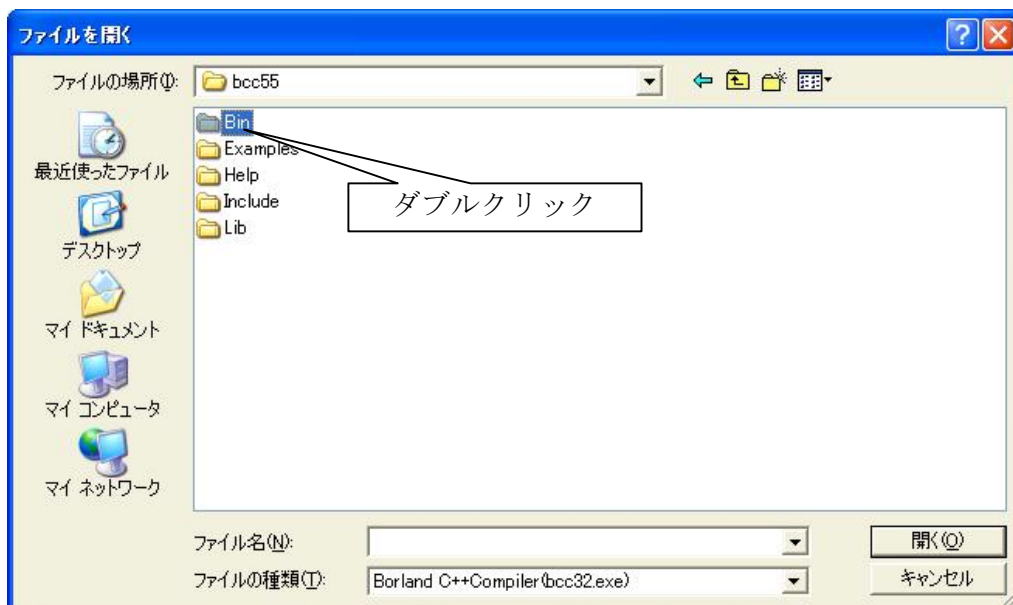 ファイルを開く
ファイルの場所(I):
bcc55
最近使ったファイル
デスクトップ
マイ ドキュメント
マイ コンピュータ
マイ ネットワーク
Bin
Examples
Help
Include
Lib
ダブルクリック
ファイル名(N):
開く(O)
ファイルの種類(T):
Borland C++Compiler(bcc32.exe)
キャンセル